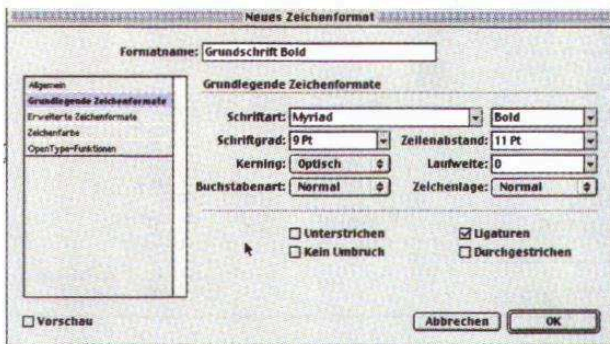 Neues Zeichenformat
Formatname: Grundschrift Bold
Allgemein
Grundlegende Zeichenformate
Erweiterte Zeichenformate
Zeichenfarbe
OpenType-Funktionen
Grundlegende Zeichenformate
Schriftart: Myriad Bold
Schriftgrad: 9 Pt Zeilenabstand: 11 Pt
Kerning: Optisch Laufweite: 0
Buchstabenart: Normal Zeichenlage: Normal
Unterstrichen Ligaturen
Kein Umbruch Durchgestrichen
Vorschau Abbrechen OK